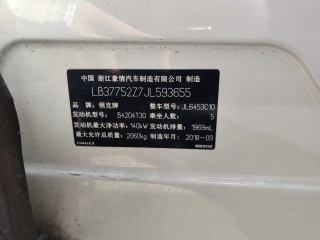 中国 浙江豪情汽车制造有限公司 制造
LB37752Z7JL593655
品牌: 领克牌 整车型号: JL6453C10
发动机型号: B4204T30 乘坐人数: 5
发动机最大净功率: 140kW 发动机排量: 1969mL
最大允许总质量: 2060kg 制造年月: 2018-09